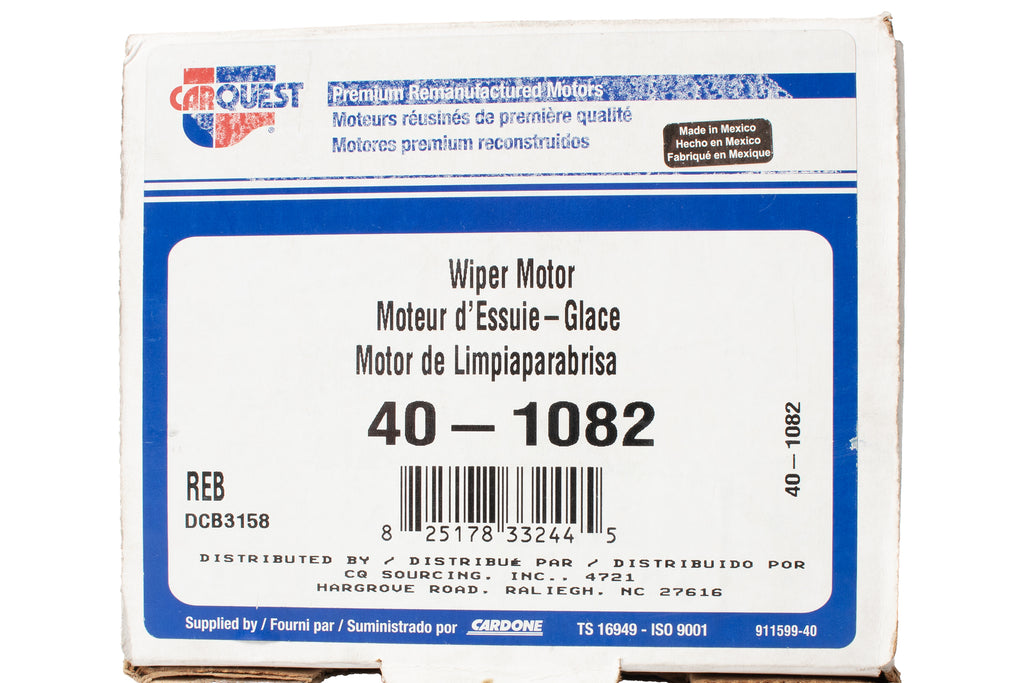 CARQUEST
®
Premium Remanufactured Motors
Moteurs réusinés de première qualité
Motores premium reconstruidos
Made in Mexico
Hecho en Mexico
Fabriqué en Mexique
Wiper Motor
Moteur d'Essuie–Glace
Motor de Limpiaparabrisa
40–1082
40–1082
REB
DCB3158
8 25178 33244 5
DISTRIBUTED BY / DISTRIBUÉ PAR / DISTRIBUIDO POR
CQ SOURCING. INC.. 4721
HARGROVE ROAD. RALIEGH. NC 27616
Supplied by / Fourni par / Suministrado por CARDONE TS 16949 - ISO 9001 911599-40